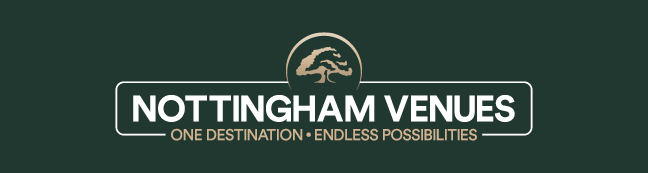 NOTTINGHAM VENUES
ONE DESTINATION • ENDLESS POSSIBILITIES